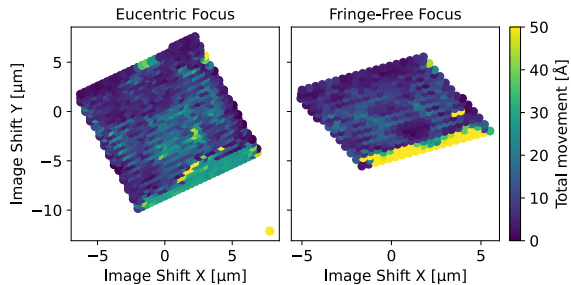 Eucentric Focus
Fringe-Free Focus
Image Shift Y [μm]
5
0
−5
−10
−5
0
5
−5
0
5
Image Shift X [μm]
Image Shift X [μm]
50
40
30
20
10
0
Total movement [Å]